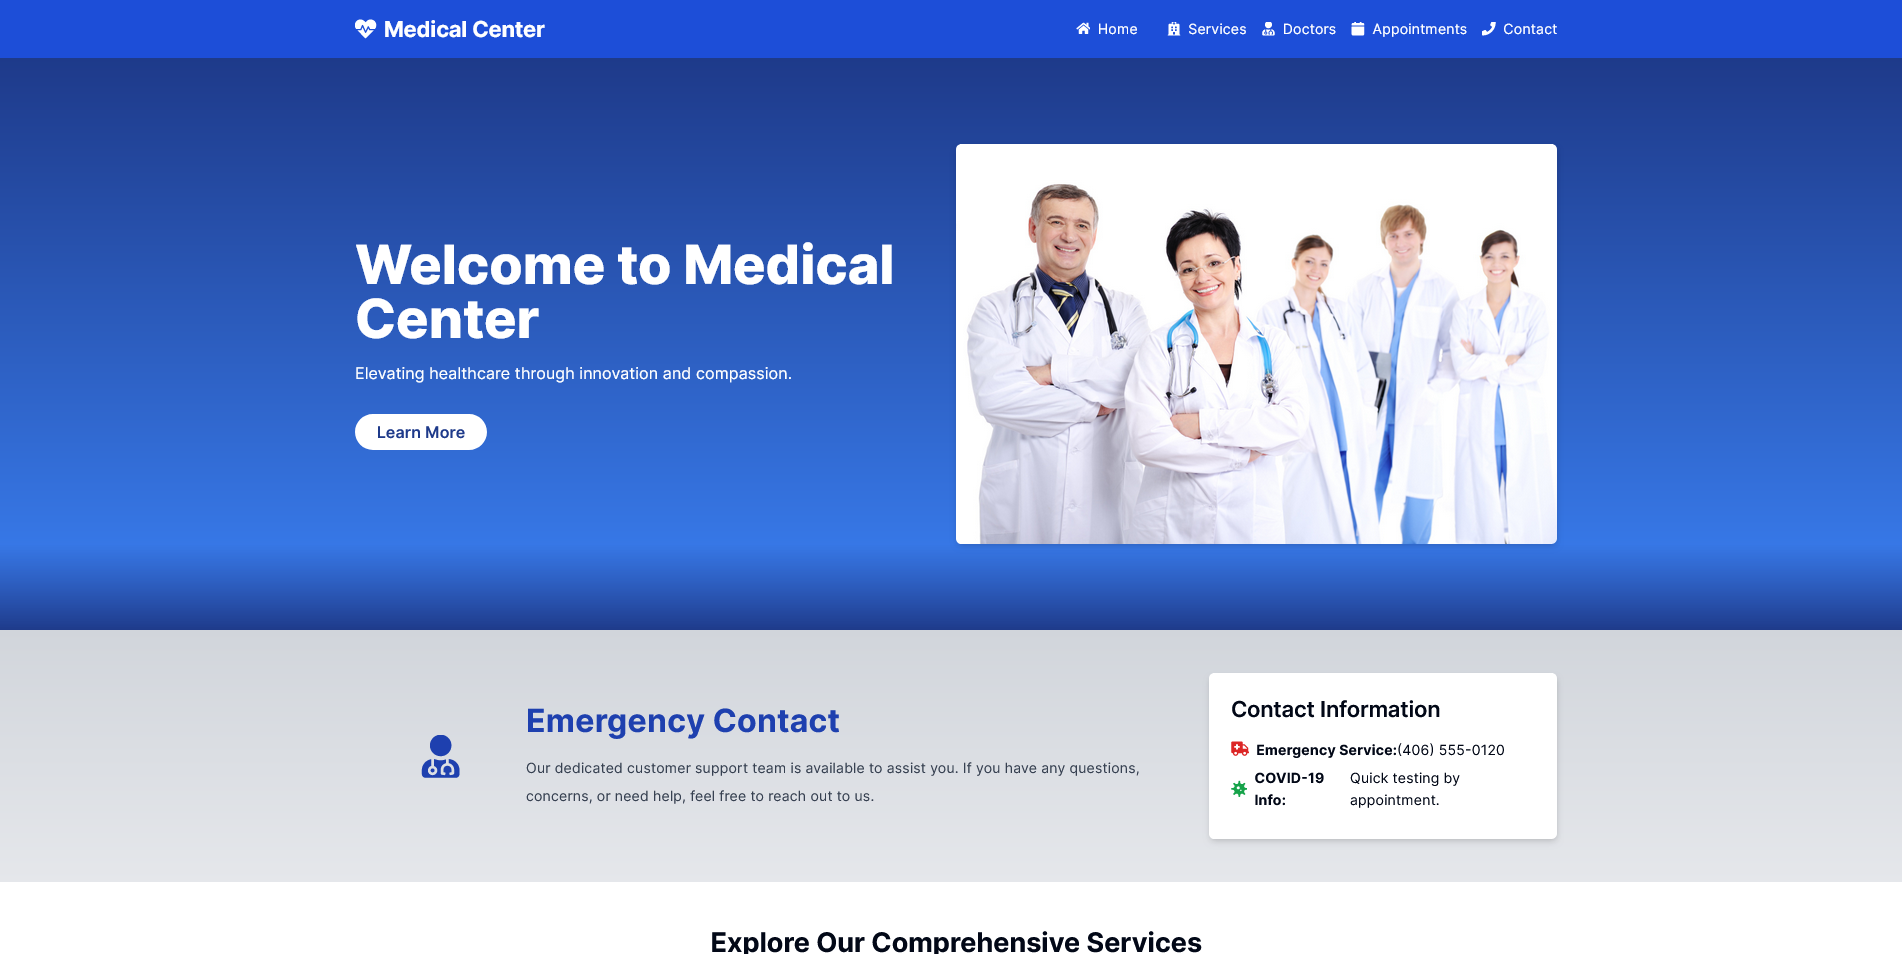 Medical Center
Home Services Doctors Appointments Contact
Welcome to Medical
Center
Elevating healthcare through innovation and compassion.
Learn More
Emergency Contact
Our dedicated customer support team is available to assist you. If you have any questions,
concerns, or need help, feel free to reach out to us.
Contact Information
Emergency Service:(406) 555-0120
COVID-19 Info: Quick testing by appointment.
Explore Our Comprehensive Services